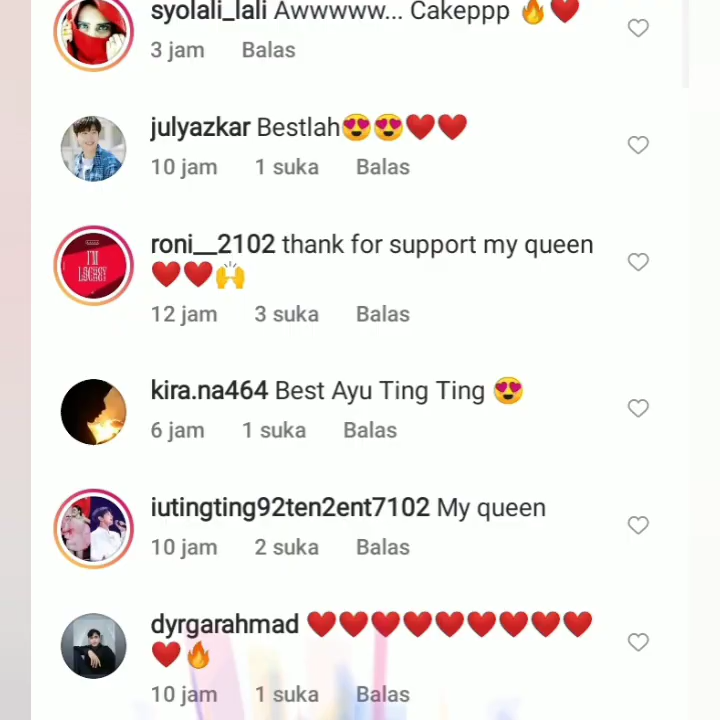 syolali_lali Awwwww... Cakeppp 🔥❤️
3 jam Balas
julyazkar Bestlah😍😍❤️❤️
10 jam 1 suka Balas
roni__2102 thank for support my queen
❤️❤️🙌
12 jam 3 suka Balas
kira.na464 Best Ayu Ting Ting 😍
6 jam 1 suka Balas
iutingting92ten2ent7102 My queen
10 jam 2 suka Balas
dyrgarahmad ❤️❤️❤️❤️❤️❤️❤️❤️❤️
❤️🔥
10 jam 1 suka Balas